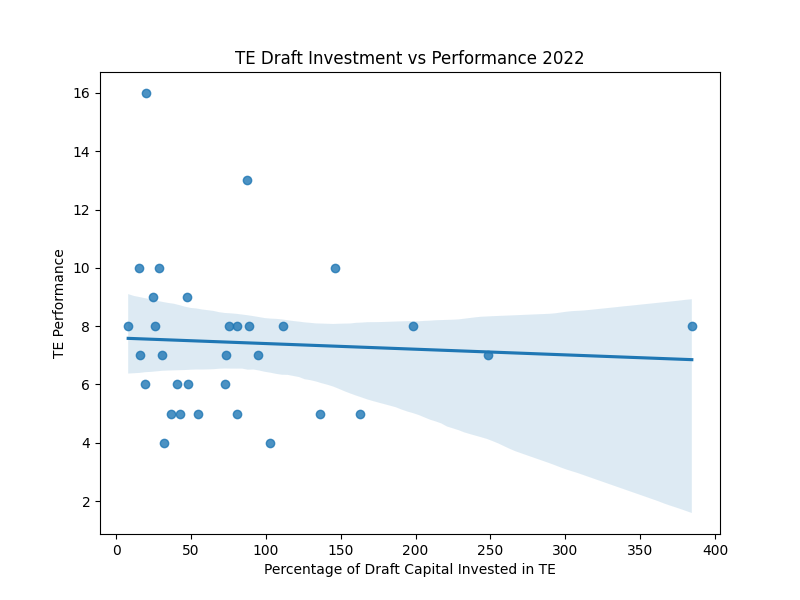 TE Draft Investment vs Performance 2022
16
14
12
10
8
6
4
2
TE Performance
0 50 100 150 200 250 300 350 400
Percentage of Draft Capital Invested in TE